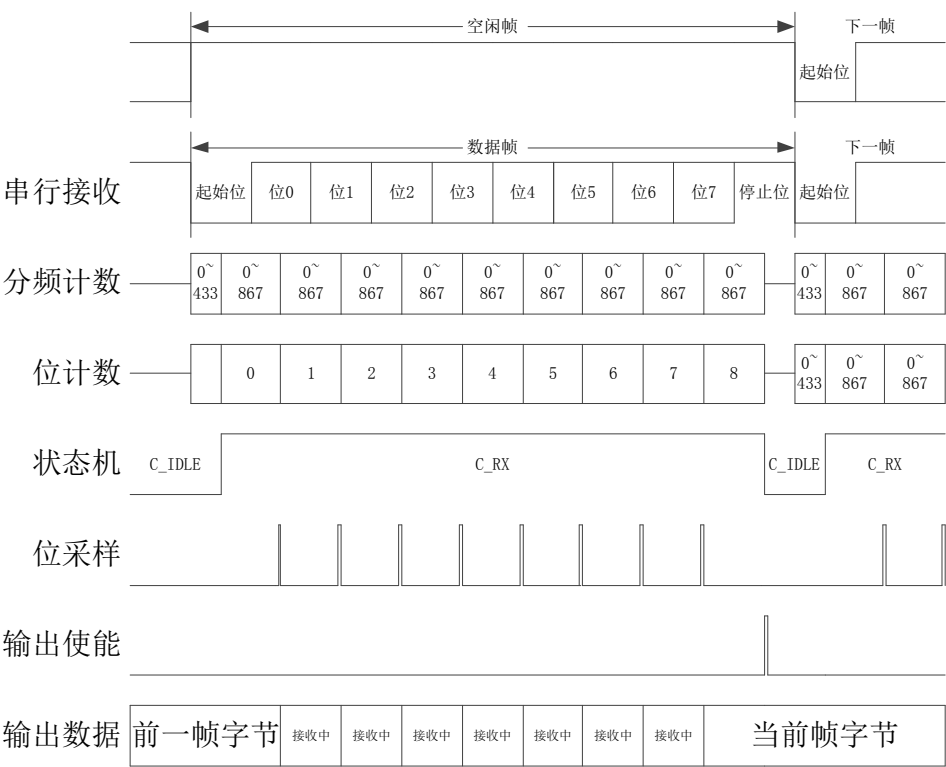 空闲帧 下一帧
起始位
数据帧 下一帧
串行接收 起始位 位0 位1 位2 位3 位4 位5 位6 位7 停止位 起始位
分频计数 0~433 0~867 0~867 0~867 0~867 0~867 0~867 0~867 0~867 0~867 0~433 0~867 0~867
位计数 0 1 2 3 4 5 6 7 8 0~433 0~867 0~867
状态机 C_IDLE C_RX C_IDLE C_RX
位采样
输出使能
输出数据 前一帧字节 接收中 接收中 接收中 接收中 接收中 接收中 接收中 当前帧字节